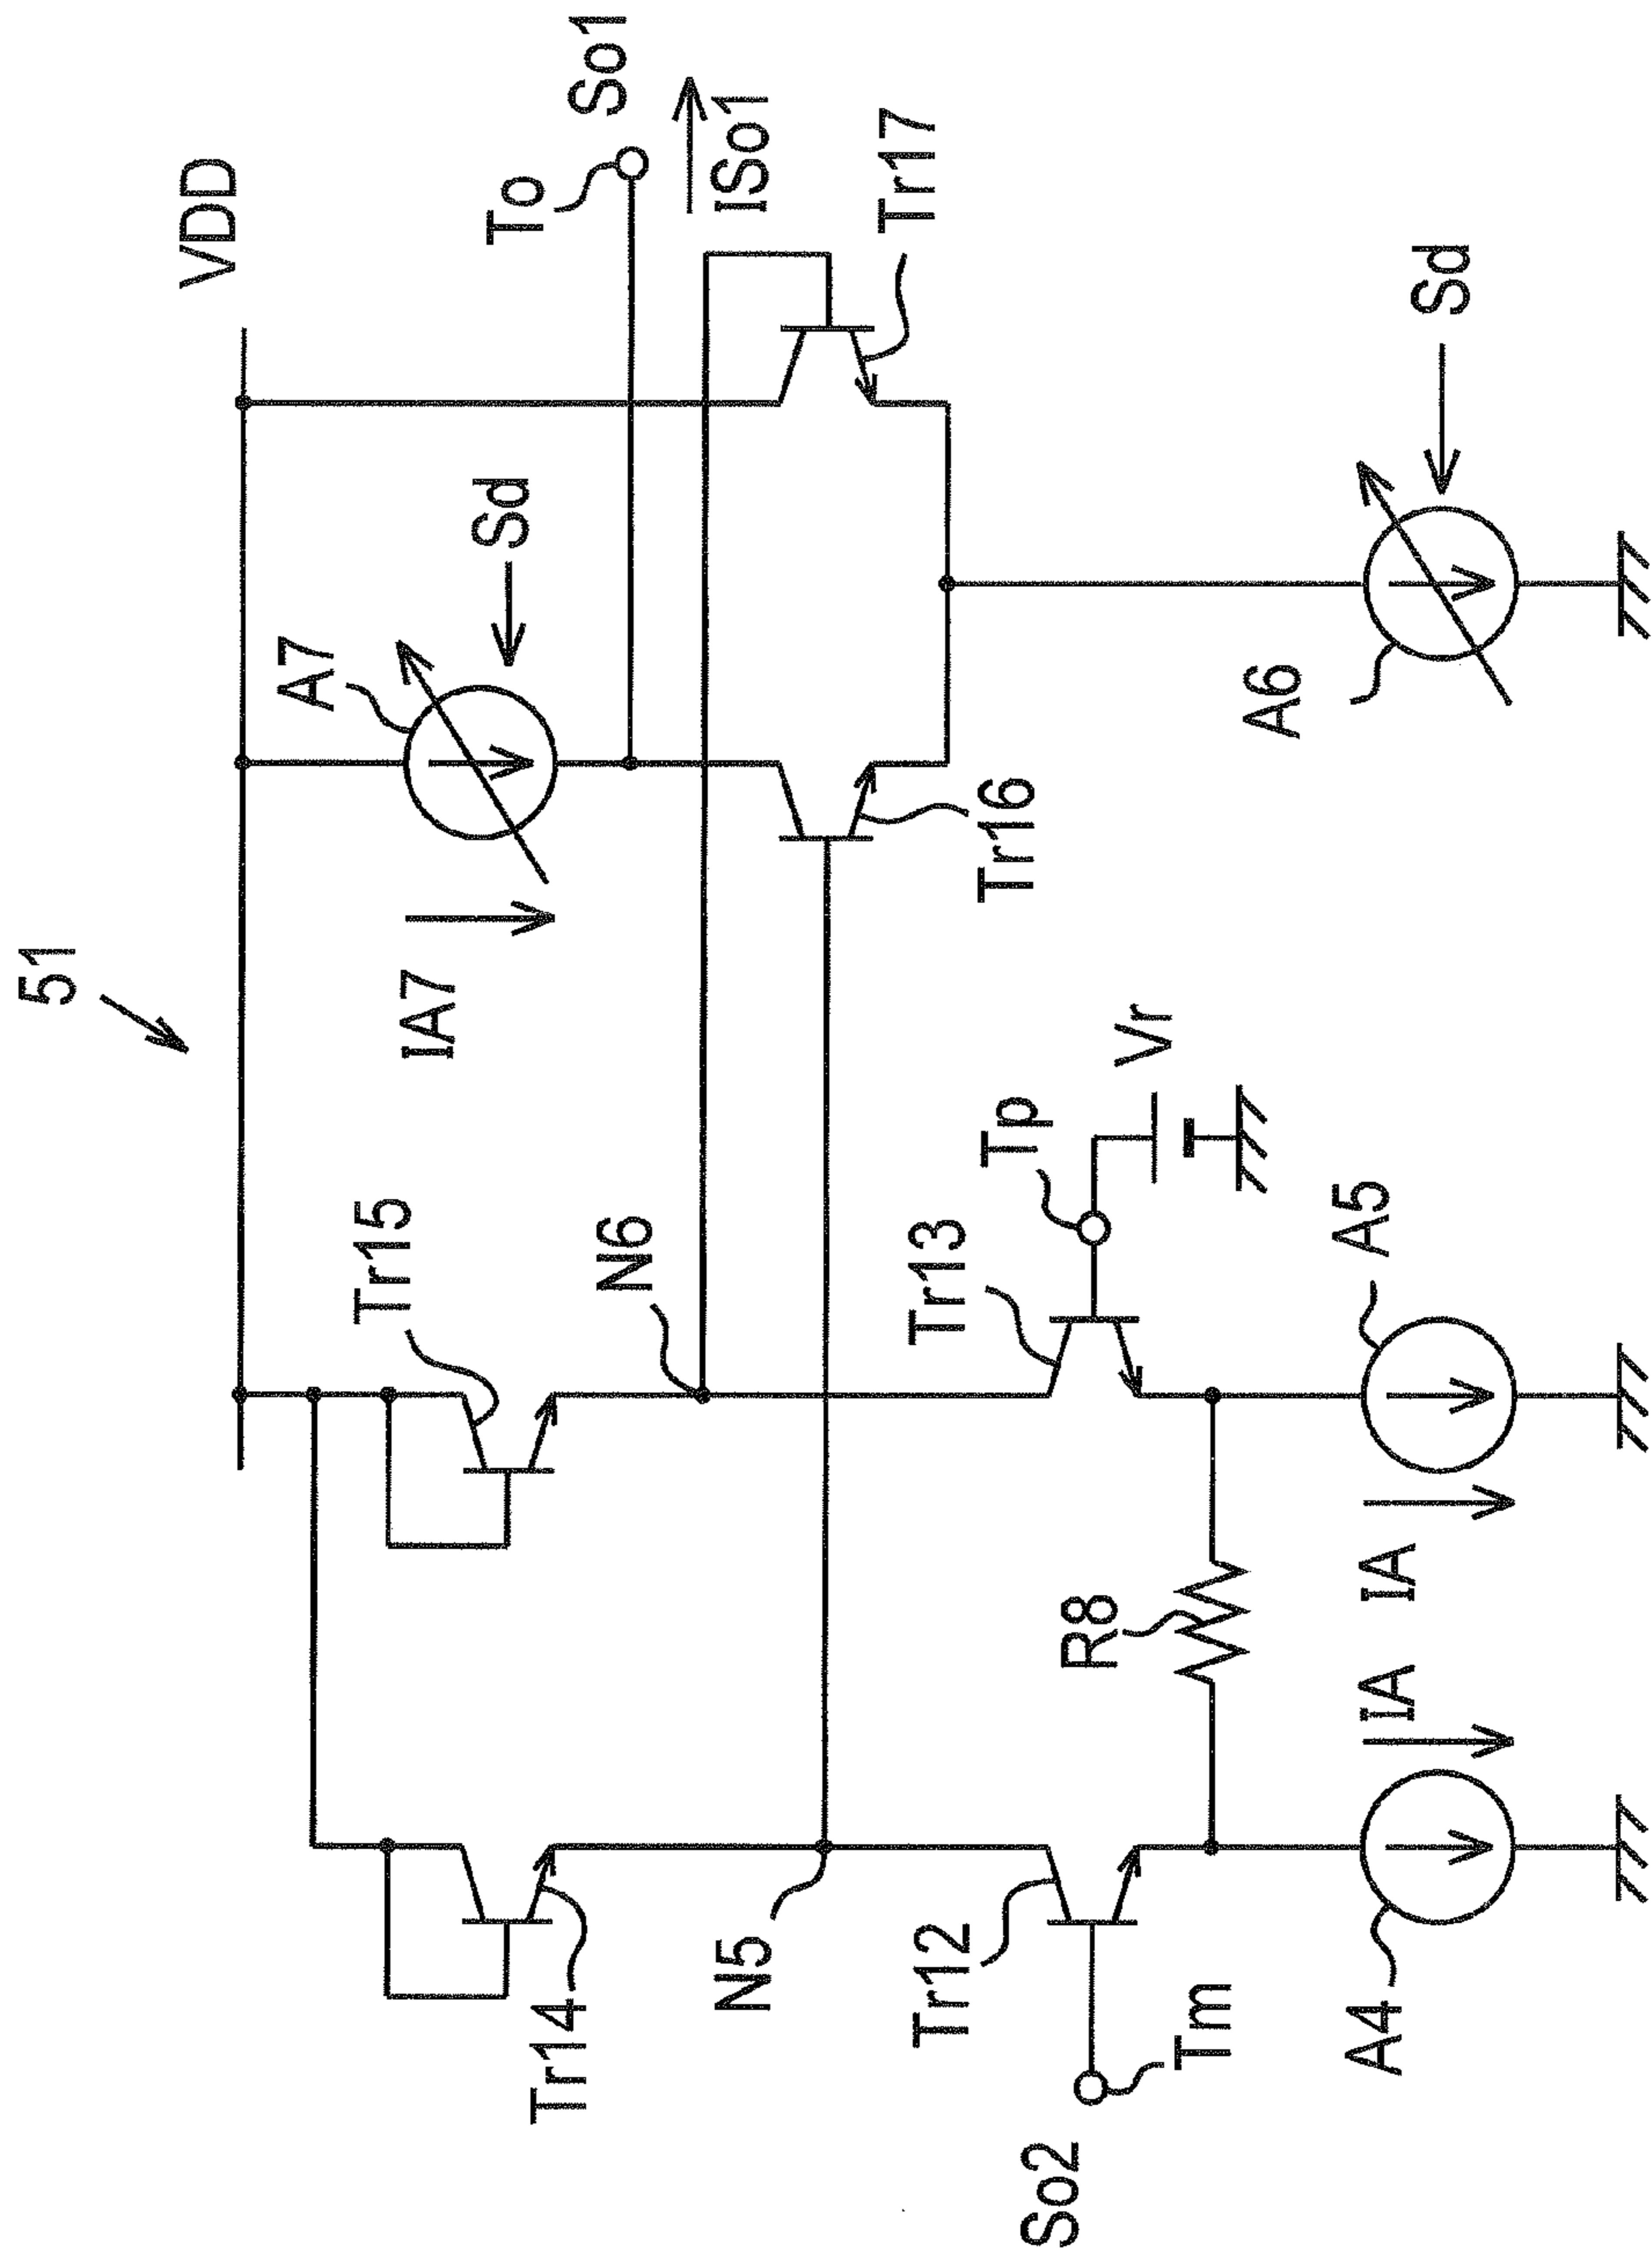 51
VDD
So1
To
ISo1
A7
Sd
IA7
Tr15
N6
Tr17
Tr14
N5
Tr16
Tr13
Tp
Vr
Tr12
So2
Tm
R8
A6
Sd
A4
IA
IA
A5